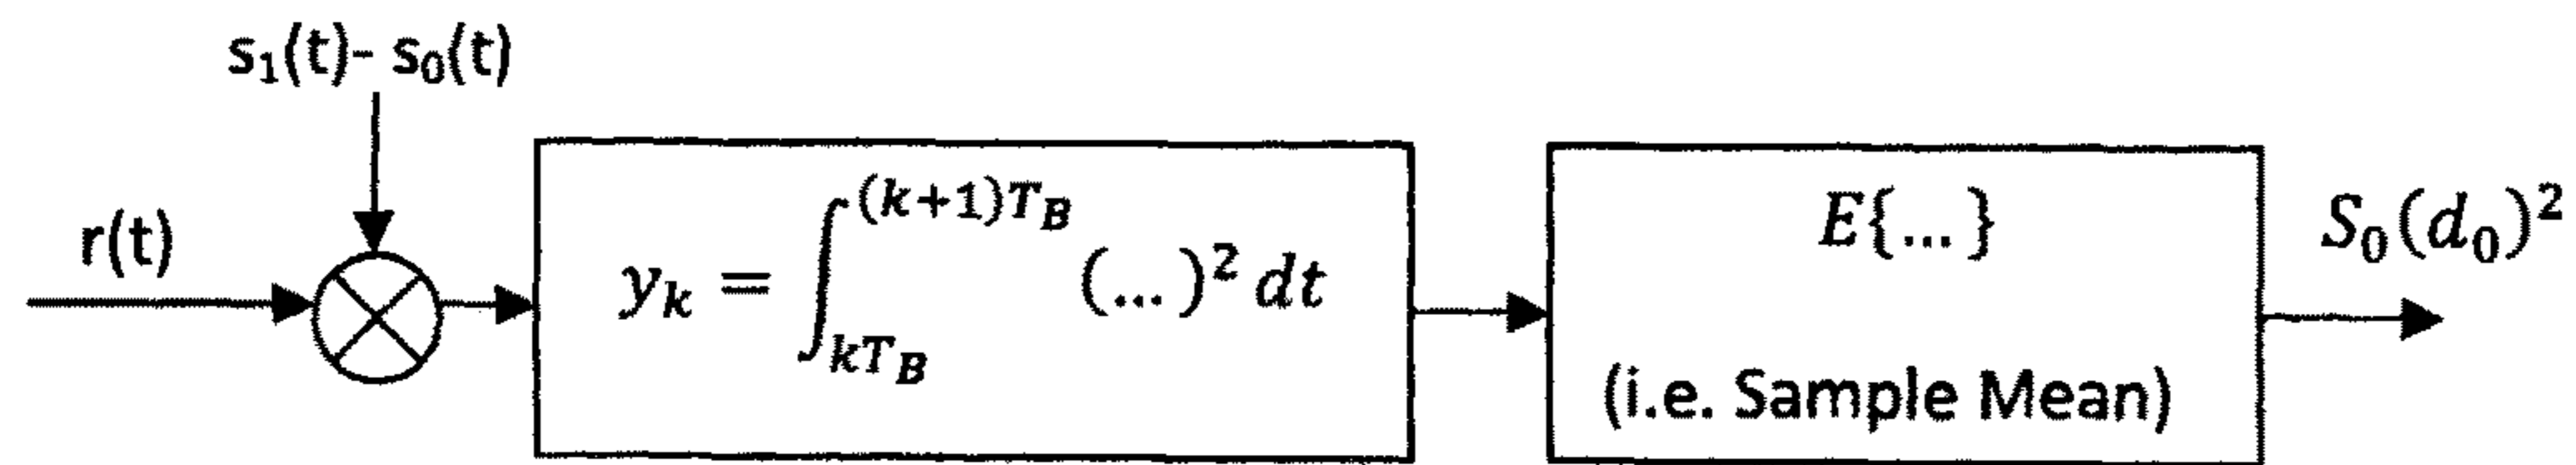 s₁(t)- s₀(t)
r(t)
y_k = ∫_{kT_B}^{(k+1)T_B} (...)² dt
E{...}
(i.e. Sample Mean)
S₀(d₀)²